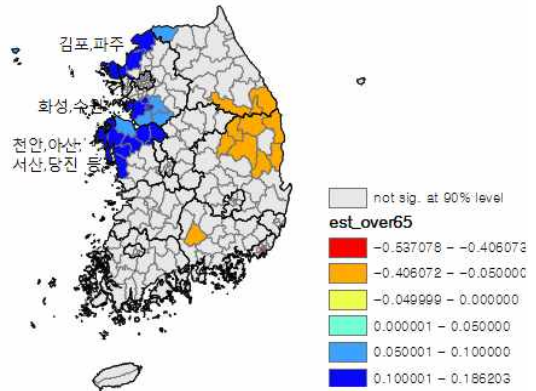 김포,파주
화성,수원
천안,아산,
서산,당진 등
not sig. at 90% level
est_over65
-0.537078 - -0.406073
-0.406072 - -0.050000
-0.049999 - 0.000000
0.000001 - 0.050000
0.050001 - 0.100000
0.100001 - 0.186203